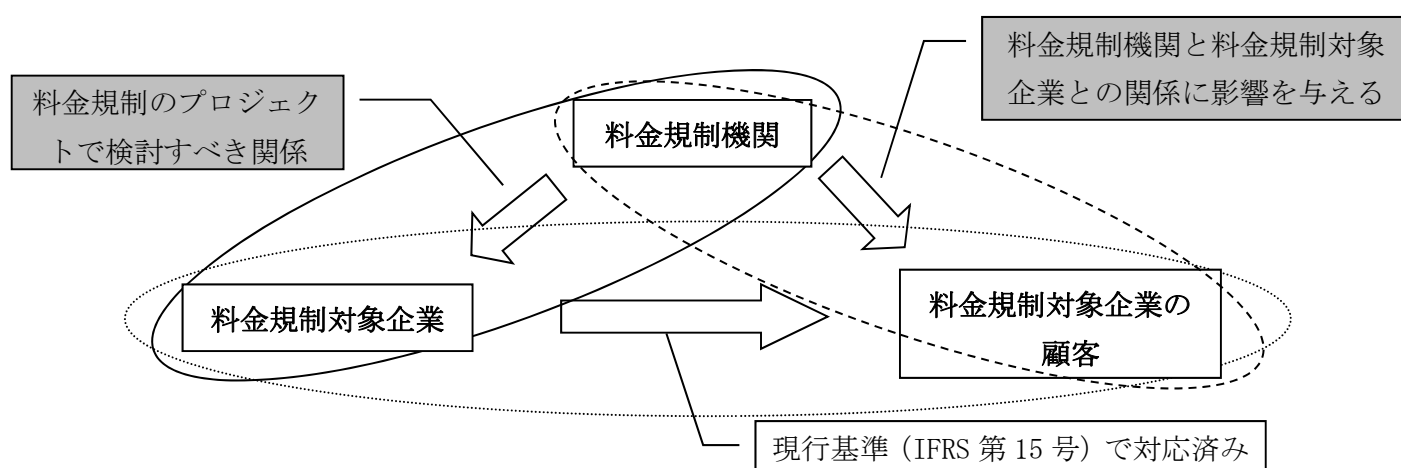 料金規制機関と料金規制対象
企業との関係に影響を与える
料金規制のプロジェク
トで検討すべき関係
料金規制機関
料金規制対象企業
料金規制対象企業の
顧客
現行基準（IFRS 第 15 号）で対応済み